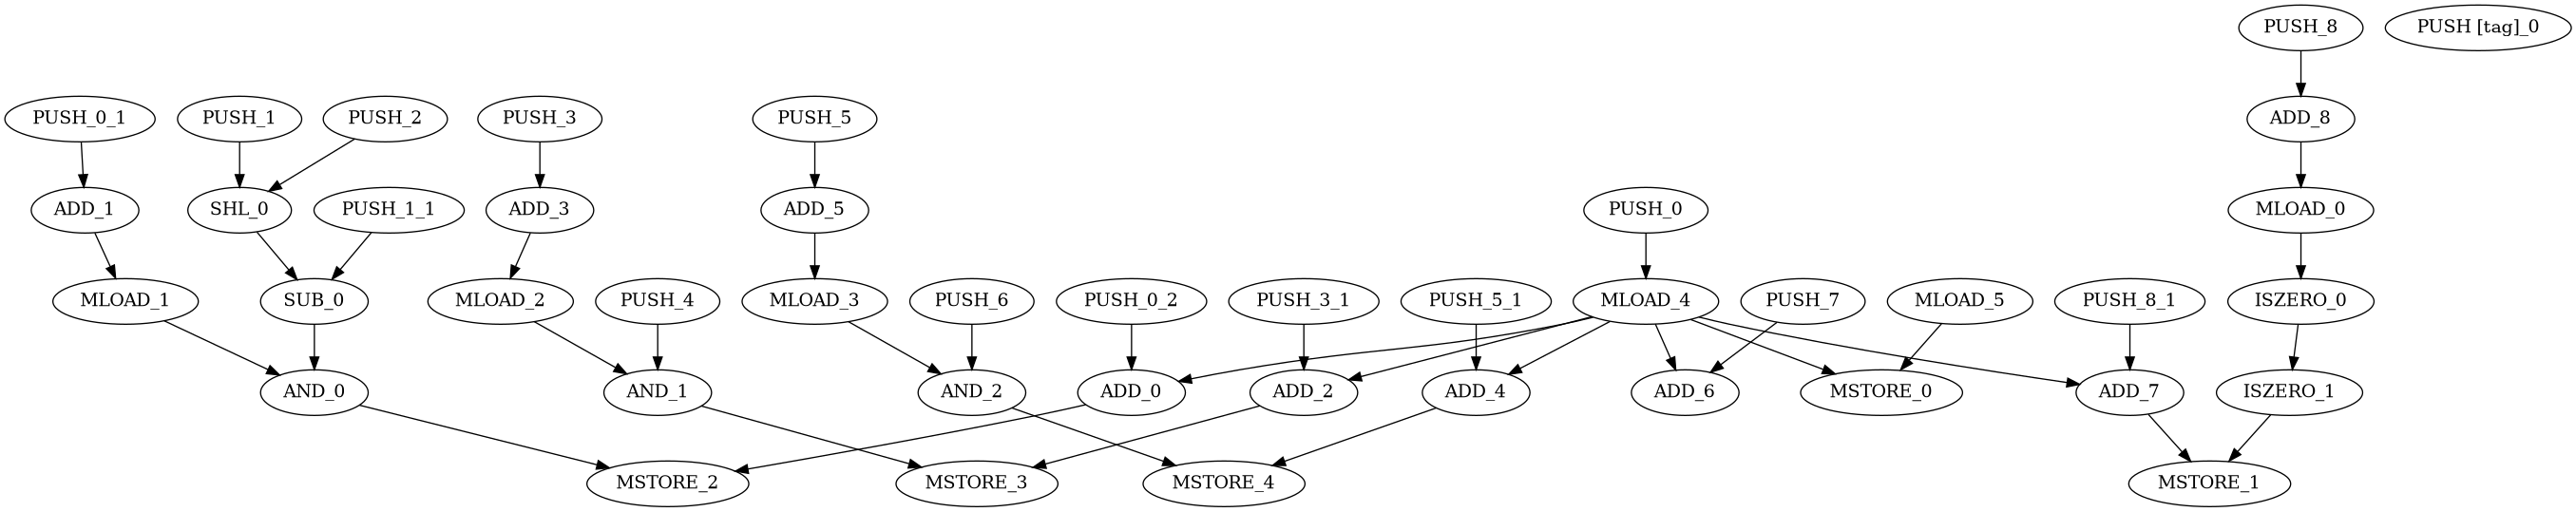 PUSH_8
PUSH [tag]_0
PUSH_0_1
PUSH_1
PUSH_2
PUSH_3
PUSH_5
ADD_8
ADD_1
SHL_0
PUSH_1_1
ADD_3
ADD_5
PUSH_0
MLOAD_0
MLOAD_1
SUB_0
MLOAD_2
PUSH_4
MLOAD_3
PUSH_6
PUSH_0_2
PUSH_3_1
PUSH_5_1
MLOAD_4
PUSH_7
MLOAD_5
PUSH_8_1
ISZERO_0
AND_0
AND_1
AND_2
ADD_0
ADD_2
ADD_4
ADD_6
MSTORE_0
ADD_7
ISZERO_1
MSTORE_2
MSTORE_3
MSTORE_4
MSTORE_1